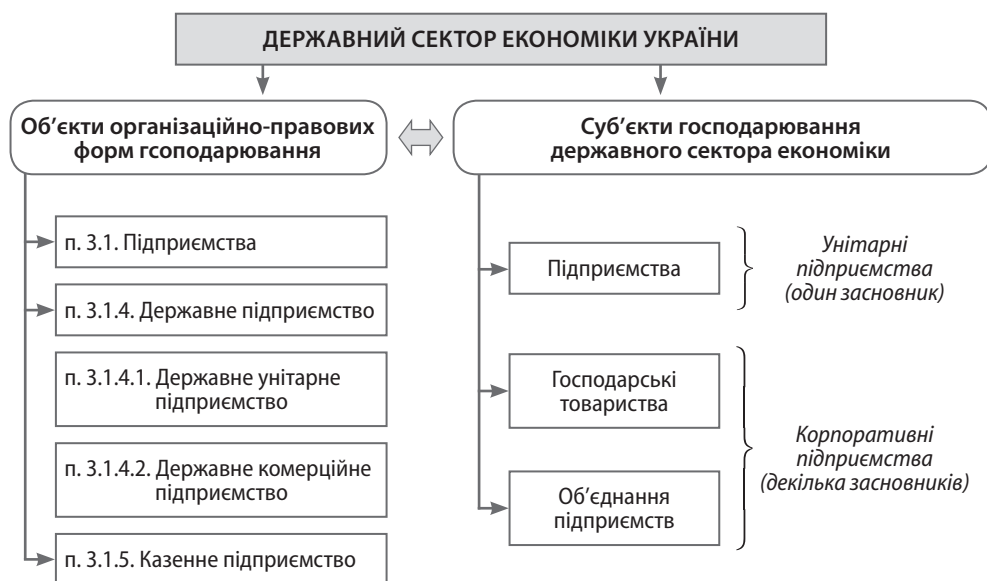 ДЕРЖАВНИЙ СЕКТОР ЕКОНОМІКИ УКРАЇНИ
Об’єкти організаційно-правових
форм гсоподарювання
п. 3.1. Підприємства
п. 3.1.4. Державне підприємство
п. 3.1.4.1. Державне унітарне
підприємство
п. 3.1.4.2. Державне комерційне
підприємство
п. 3.1.5. Казенне підприємство
Суб’єкти господарювання
державного сектора економіки
Підприємства
Унітарні
підприємства
(один засновник)
Господарські
товариства
Об’єднання
підприємств
Корпоративні
підприємства
(декілька засновників)